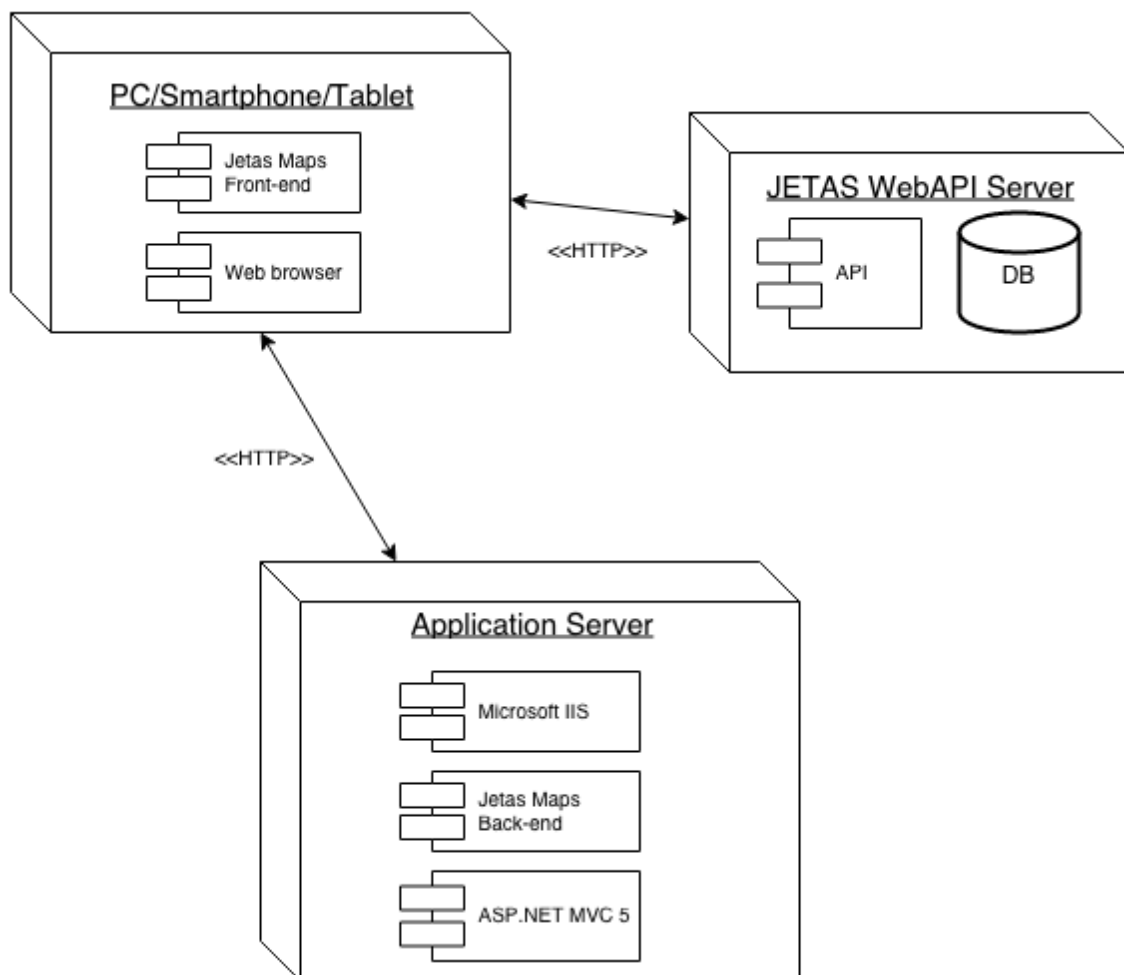 PC/Smartphone/Tablet
Jetas Maps
Front-end
Web browser
<<HTTP>>
JETAS WebAPI Server
API
DB
<<HTTP>>
Application Server
Microsoft IIS
Jetas Maps
Back-end
ASP.NET MVC 5